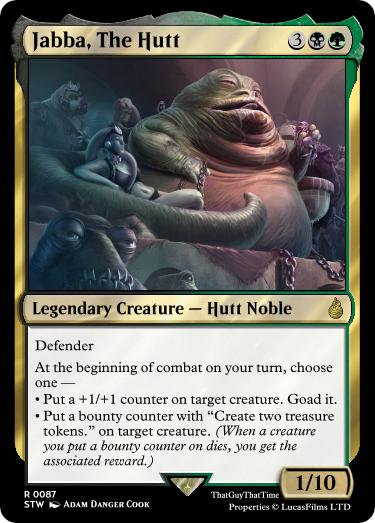 Jabba, The Hutt 3
Legendary Creature — Hutt Noble
Defender
At the beginning of combat on your turn, choose
one —
• Put a +1/+1 counter on target creature. Goad it.
• Put a bounty counter with “Create two treasure
tokens.” on target creature. (When a creature
you put a bounty counter on dies, you get the
associated reward.)
1/10
R 0087 ThatGuyThatTime
STW Adam Danger Cook Properties © LucasFilms LTD